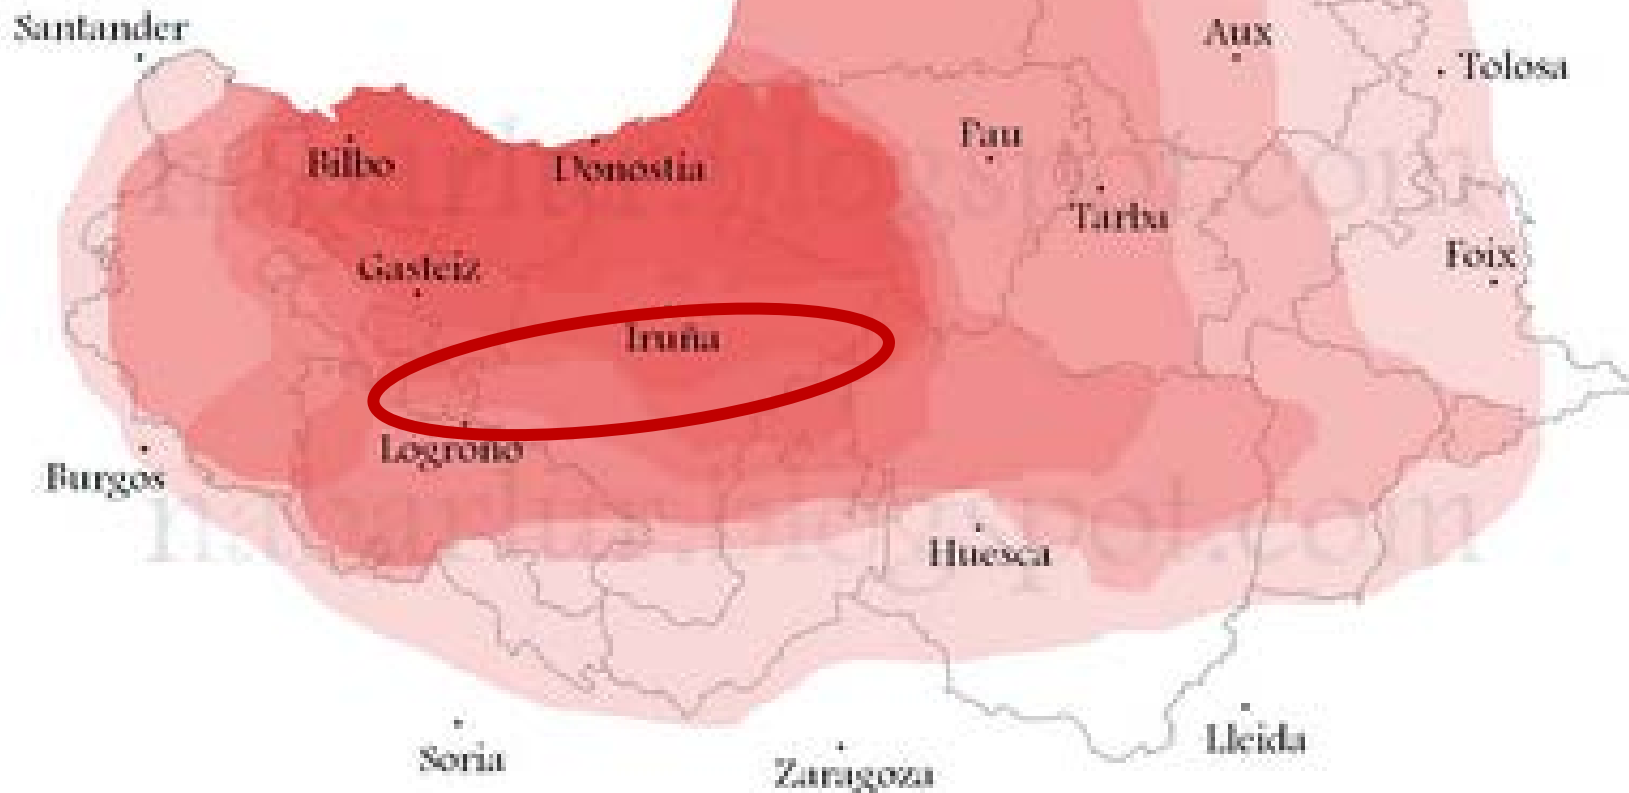 Santander
Aux
Tolosa
Pau
Bilbo
Donostia
Tarba
Foix
Gasteiz
Iruña
Logroño
Burgos
Huesca
Lleida
Soria
Zaragoza